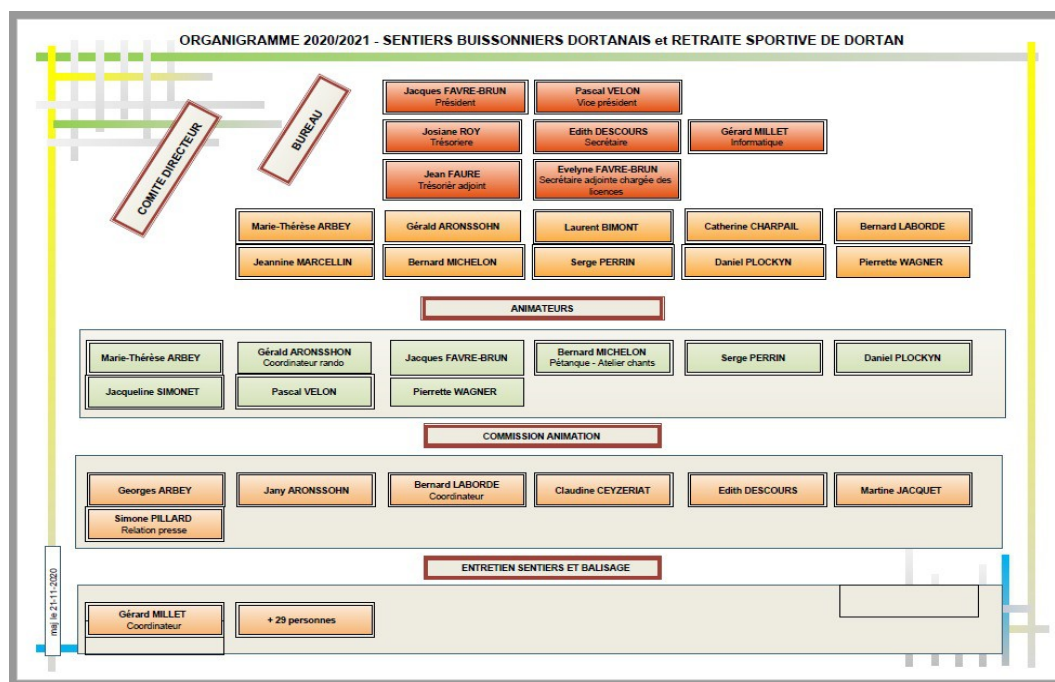 ORGANIGRAMME 2020/2021 - SENTIERS BUISSONNIERS DORTANAIS et RETRAITE SPORTIVE DE DORTAN
COMITE DIRECTEUR
BUREAU
Jacques FAVRE-BRUN
Président
Pascal VELON
Vice président
Josiane ROY
Trésoriere
Edith DESCOURS
Secrétaire
Gérard MILLET
Informatique
Jean FAURE
Trésoriér adjoint
Evelyne FAVRE-BRUN
Secrétaire adjointe chargée des
licences
Marie-Thérèse ARBEY
Gérald ARONSSOHN
Laurent BIMONT
Catherine CHARPAIL
Bernard LABORDE
Jeannine MARCELLIN
Bernard MICHELON
Serge PERRIN
Daniel PLOCKYN
Pierrette WAGNER
ANIMATEURS
Marie-Thérèse ARBEY
Gérald ARONSSHON
Coordinateur rando
Jacques FAVRE-BRUN
Bernard MICHELON
Pétanque - Atelier chants
Serge PERRIN
Daniel PLOCKYN
Jacqueline SIMONET
Pascal VELON
Pierrette WAGNER
COMMISSION ANIMATION
Georges ARBEY
Jany ARONSSOHN
Bernard LABORDE
Coordinateur
Claudine CEYZERIAT
Edith DESCOURS
Martine JACQUET
Simone PILLARD
Relation presse
ENTRETIEN SENTIERS ET BALISAGE
Gérard MILLET
Coordinateur
+ 29 personnes
maj le 21-11-2020